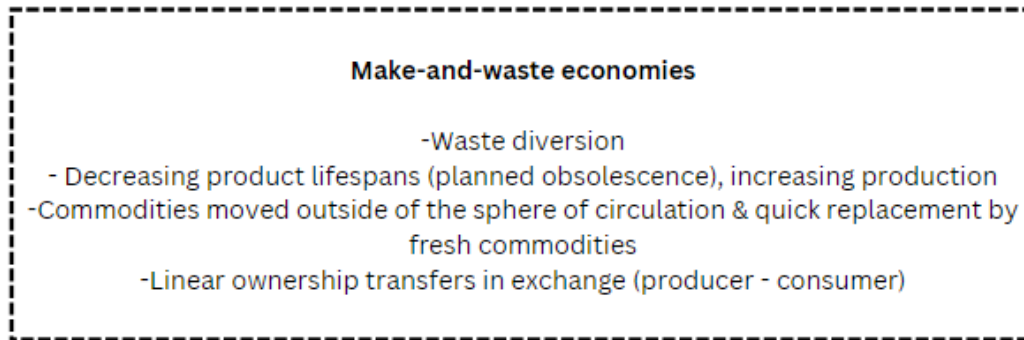 Make-and-waste economies
-Waste diversion
- Decreasing product lifespans (planned obsolescence), increasing production
-Commodities moved outside of the sphere of circulation & quick replacement by
fresh commodities
-Linear ownership transfers in exchange (producer - consumer)